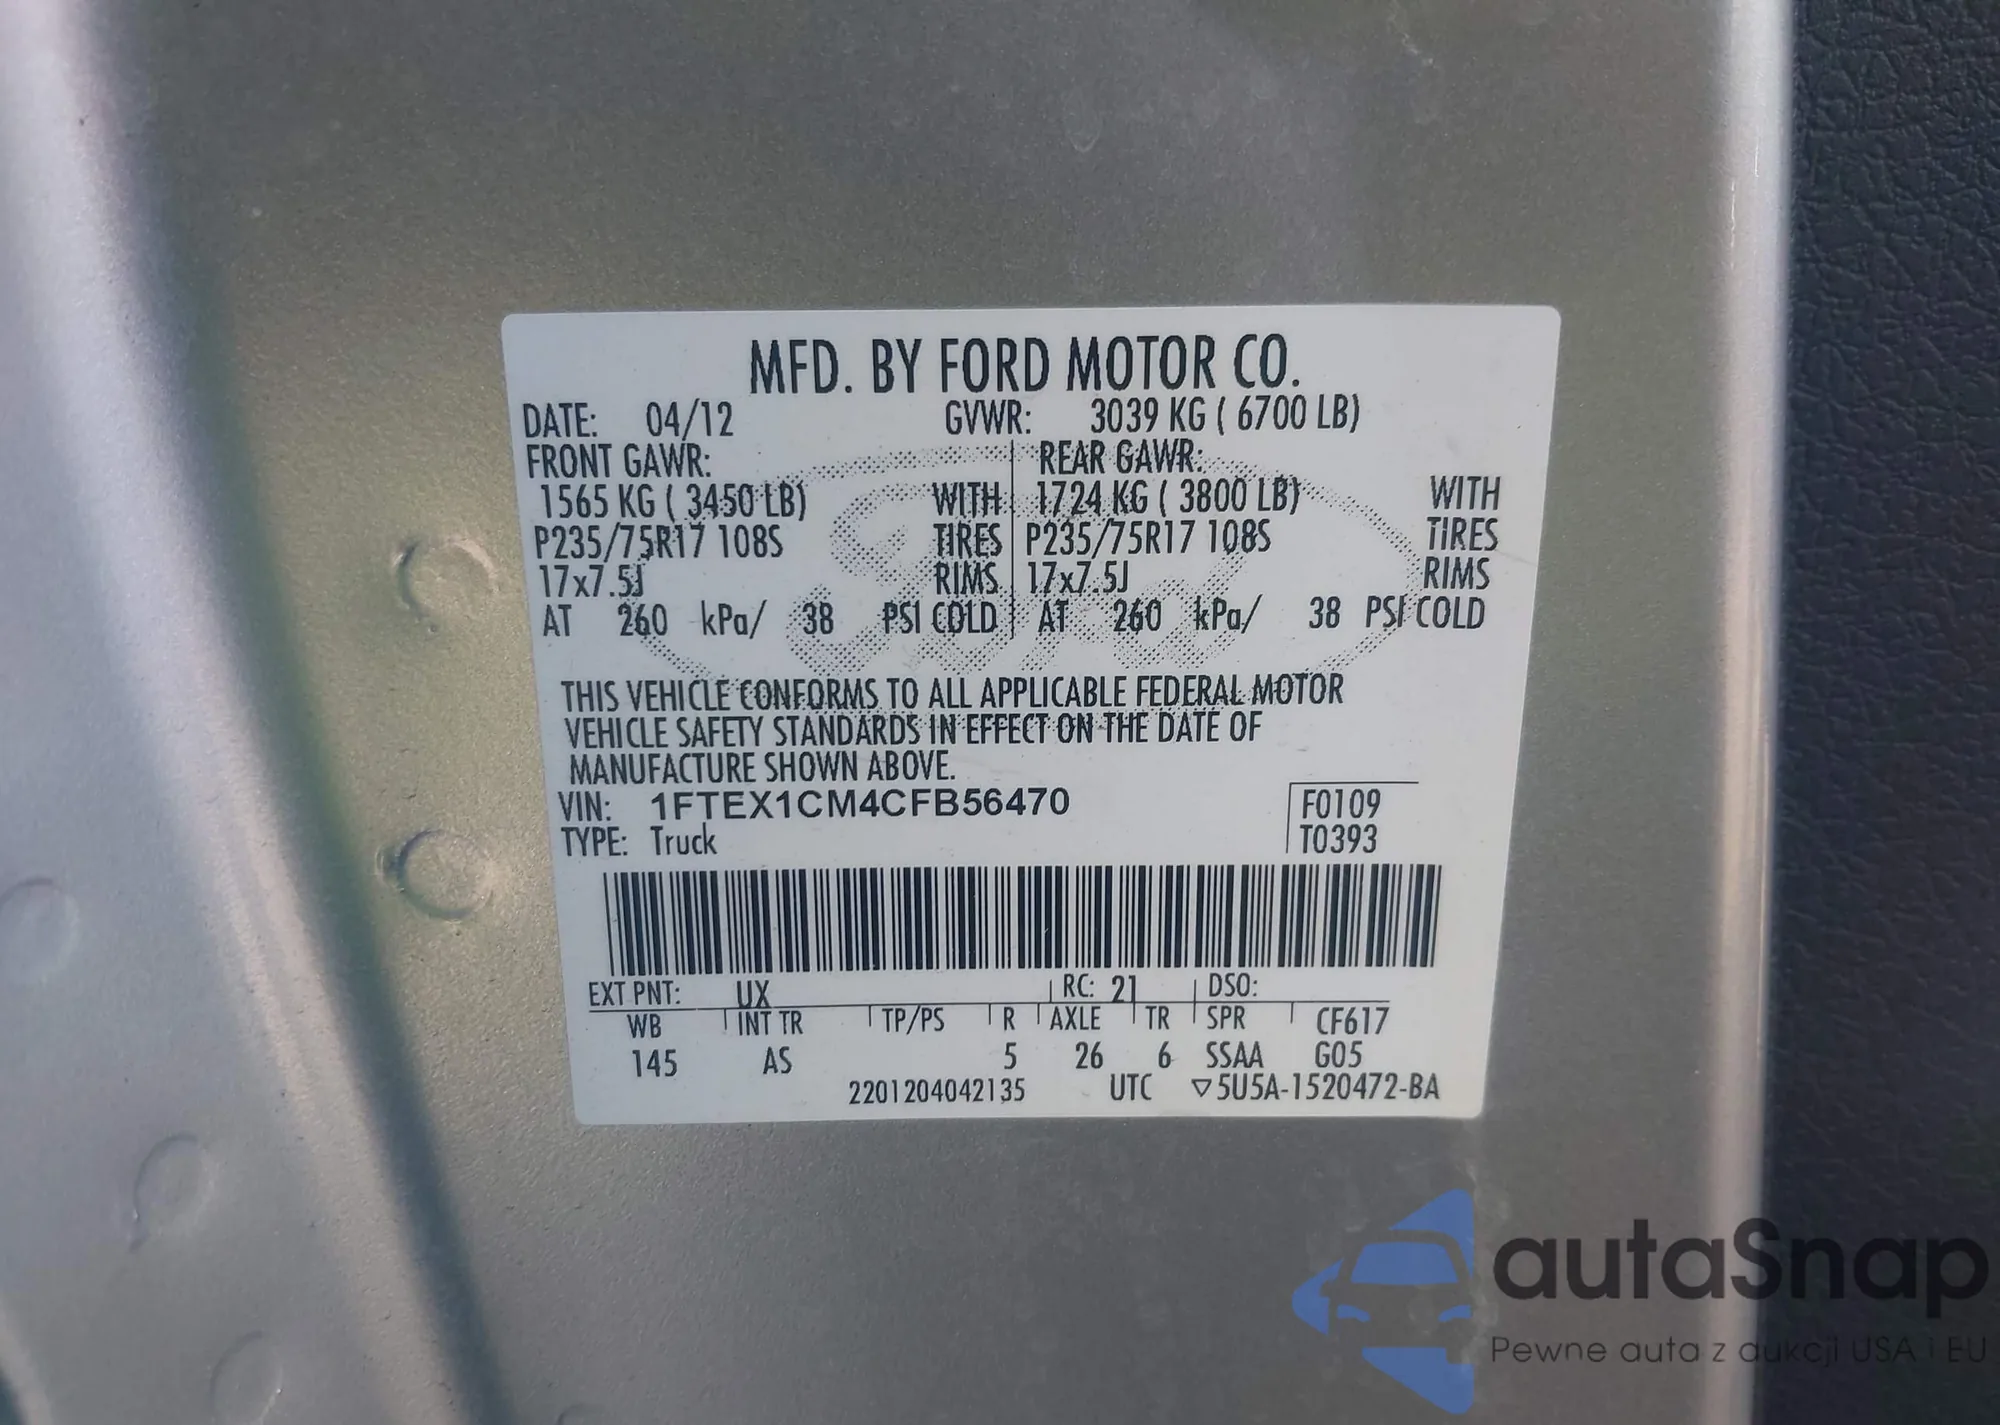 MFD. BY FORD MOTOR CO.
DATE: 04/12 GVWR: 3039 KG ( 6700 LB)
FRONT GAWR: REAR GAWR:
1565 KG ( 3450 LB) WITH 1724 KG ( 3800 LB) WITH
P235/75R17 108S TIRES P235/75R17 108S TIRES
17x7.5J RIMS 17x7.5J RIMS
AT 260 kPa/ 38 PSI COLD AT 260 kPa/ 38 PSI COLD
THIS VEHICLE CONFORMS TO ALL APPLICABLE FEDERAL MOTOR
VEHICLE SAFETY STANDARDS IN EFFECT ON THE DATE OF
MANUFACTURE SHOWN ABOVE.
VIN: 1FTEX1CM4CFB56470 F0109
TYPE: Truck T0393
EXT PNT: UX RC: 21 DSO:
WB INT TR TP/PS R AXLE TR SPR CF617
145 AS 5 26 6 SSAA G05
2201204042135 UTC ▽5U5A-1520472-BA
autaSnap
Pewne auta z aukcji USA i EU